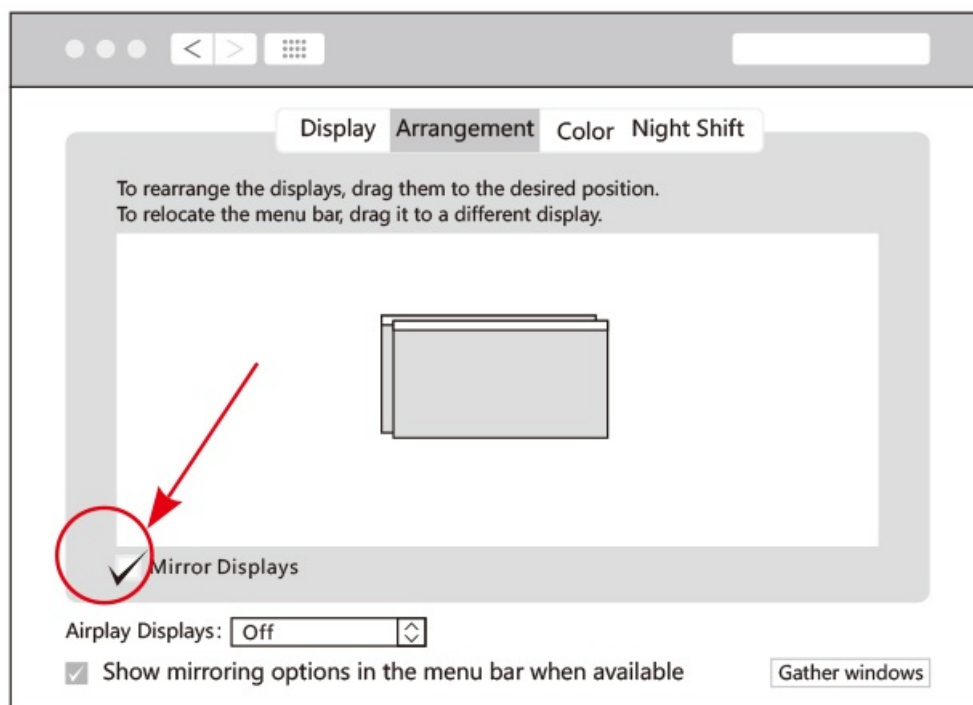 Display Arrangement Color Night Shift
To rearrange the displays, drag them to the desired position.
To relocate the menu bar, drag it to a different display.
Mirror Displays
Airplay Displays: Off
Show mirroring options in the menu bar when available
Gather windows